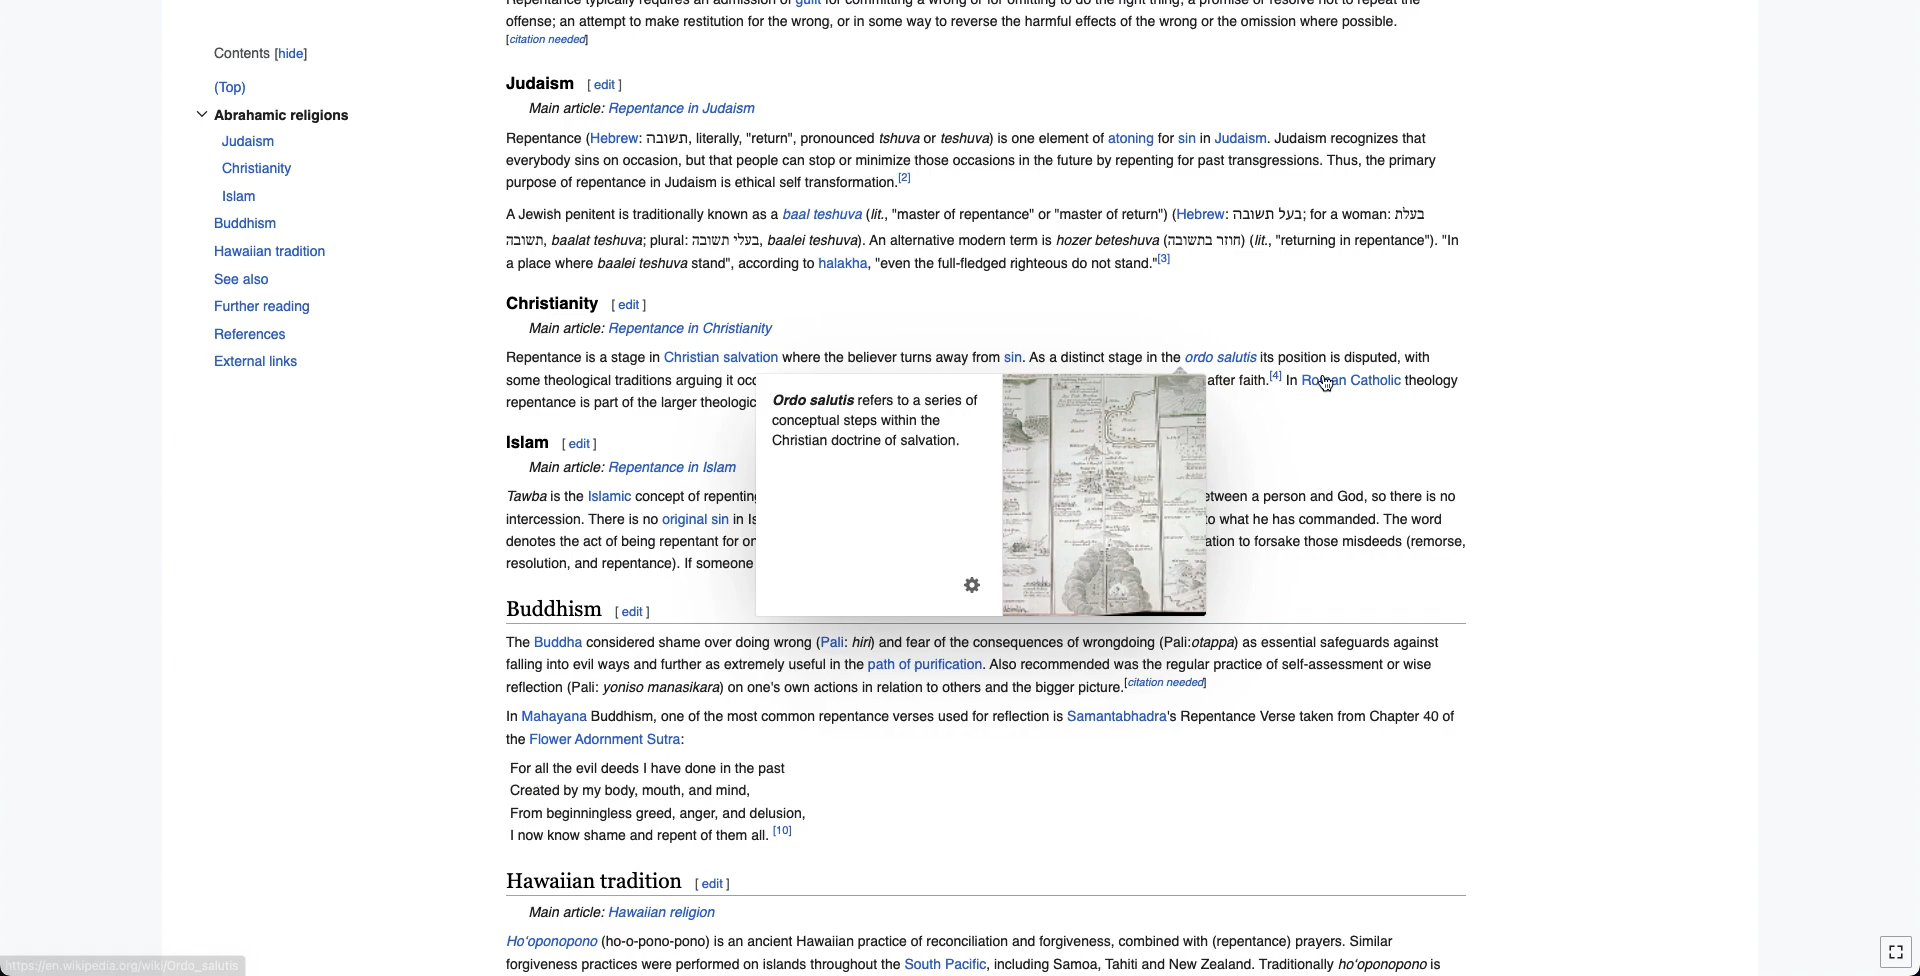 Repentance typically requires an admission of guilt for committing a wrong or for omitting to do the right thing; a promise or resolve not to repeat the
offense; an attempt to make restitution for the wrong, or in some way to reverse the harmful effects of the wrong or the omission where possible.
[citation needed]
Contents [hide]
(Top)
Abrahamic religions
Judaism
Christianity
Islam
Buddhism
Hawaiian tradition
See also
Further reading
References
External links
Judaism [ edit ]
Main article: Repentance in Judaism
Repentance (Hebrew: תשובה, literally, "return", pronounced tshuva or teshuva) is one element of atoning for sin in Judaism. Judaism recognizes that
everybody sins on occasion, but that people can stop or minimize those occasions in the future by repenting for past transgressions. Thus, the primary
purpose of repentance in Judaism is ethical self transformation.[2]
A Jewish penitent is traditionally known as a baal teshuva (lit., "master of repentance" or "master of return") (Hebrew: בעל תשובה; for a woman: בעלת
תשובה, baalat teshuva; plural: בעלי תשובה, baalei teshuva). An alternative modern term is hozer beteshuva (חוזר בתשובה) (lit., "returning in repentance"). "In
a place where baalei teshuva stand", according to halakha, "even the full-fledged righteous do not stand."[3]
Christianity [ edit ]
Main article: Repentance in Christianity
Repentance is a stage in Christian salvation where the believer turns away from sin. As a distinct stage in the ordo salutis its position is disputed, with
some theological traditions arguing it occ after faith.[4] In Roman Catholic theology
repentance is part of the larger theologic
Ordo salutis refers to a series of
conceptual steps within the
Christian doctrine of salvation.
Islam [ edit ]
Main article: Repentance in Islam
Tawba is the Islamic concept of repenting etween a person and God, so there is no
intercession. There is no original sin in Is to what he has commanded. The word
denotes the act of being repentant for on ation to forsake those misdeeds (remorse,
resolution, and repentance). If someone
Buddhism [ edit ]
The Buddha considered shame over doing wrong (Pali: hiri) and fear of the consequences of wrongdoing (Pali:otappa) as essential safeguards against
falling into evil ways and further as extremely useful in the path of purification. Also recommended was the regular practice of self-assessment or wise
reflection (Pali: yoniso manasikara) on one's own actions in relation to others and the bigger picture.[citation needed]
In Mahayana Buddhism, one of the most common repentance verses used for reflection is Samantabhadra's Repentance Verse taken from Chapter 40 of
the Flower Adornment Sutra:
For all the evil deeds I have done in the past
Created by my body, mouth, and mind,
From beginningless greed, anger, and delusion,
I now know shame and repent of them all. [10]
Hawaiian tradition [ edit ]
Main article: Hawaiian religion
Hoʻoponopono (ho-o-pono-pono) is an ancient Hawaiian practice of reconciliation and forgiveness, combined with (repentance) prayers. Similar
forgiveness practices were performed on islands throughout the South Pacific, including Samoa, Tahiti and New Zealand. Traditionally hoʻoponopono is
https://en.wikipedia.org/wiki/Ordo_salutis